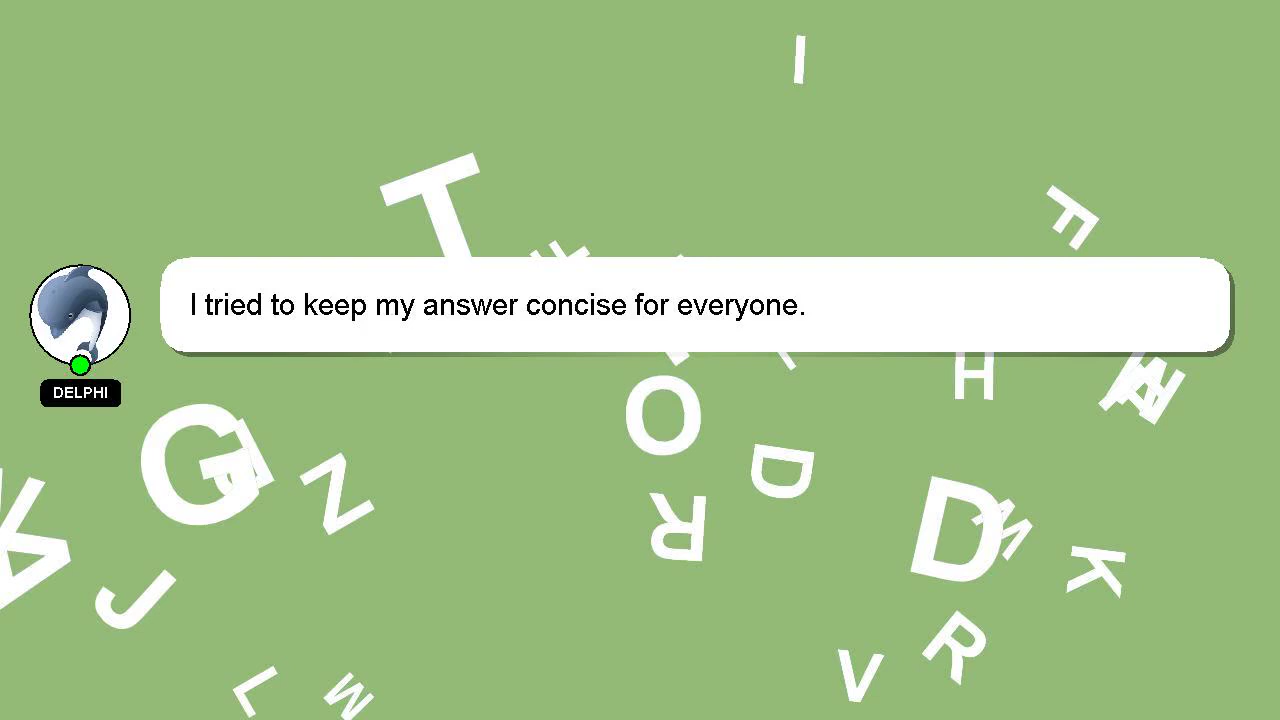 I tried to keep my answer concise for everyone.
DELPHI
I
T
F
H
G
O
N
D
D
R
M
K
J
R
V
L
M